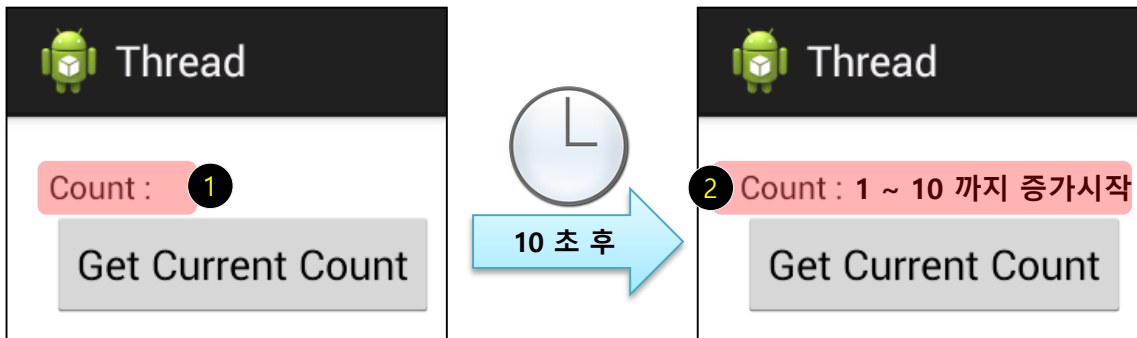 Thread
Count :
1
Get Current Count
10 초 후
Thread
2
Count : 1 ~ 10 까지 증가시작
Get Current Count